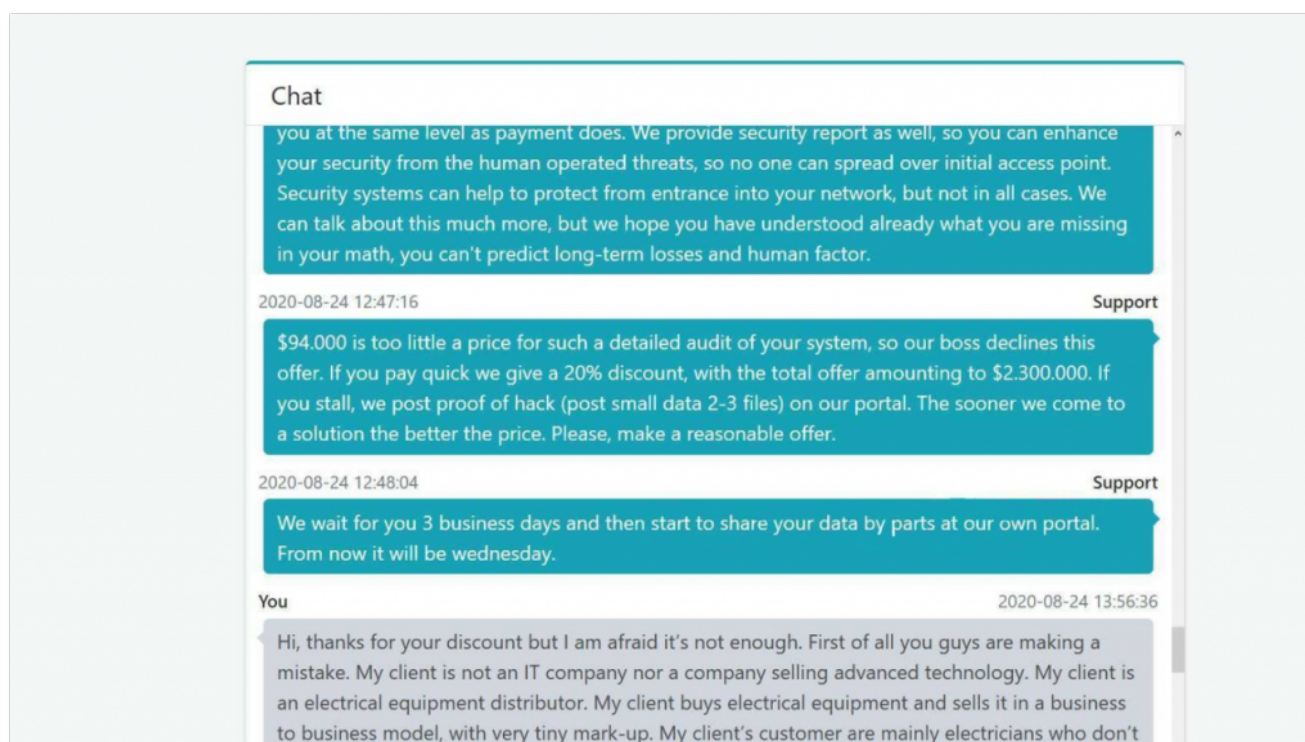 Chat
you at the same level as payment does. We provide security report as well, so you can enhance
your security from the human operated threats, so no one can spread over initial access point.
Security systems can help to protect from entrance into your network, but not in all cases. We
can talk about this much more, but we hope you have understood already what you are missing
in your math, you can't predict long-term losses and human factor.
2020-08-24 12:47:16 Support
$94.000 is too little a price for such a detailed audit of your system, so our boss declines this
offer. If you pay quick we give a 20% discount, with the total offer amounting to $2.300.000. If
you stall, we post proof of hack (post small data 2-3 files) on our portal. The sooner we come to
a solution the better the price. Please, make a reasonable offer.
2020-08-24 12:48:04 Support
We wait for you 3 business days and then start to share your data by parts at our own portal.
From now it will be wednesday.
You 2020-08-24 13:56:36
Hi, thanks for your discount but I am afraid it's not enough. First of all you guys are making a
mistake. My client is not an IT company nor a company selling advanced technology. My client is
an electrical equipment distributor. My client buys electrical equipment and sells it in a business
to business model, with very tiny mark-up. My client's customer are mainly electricians who don't